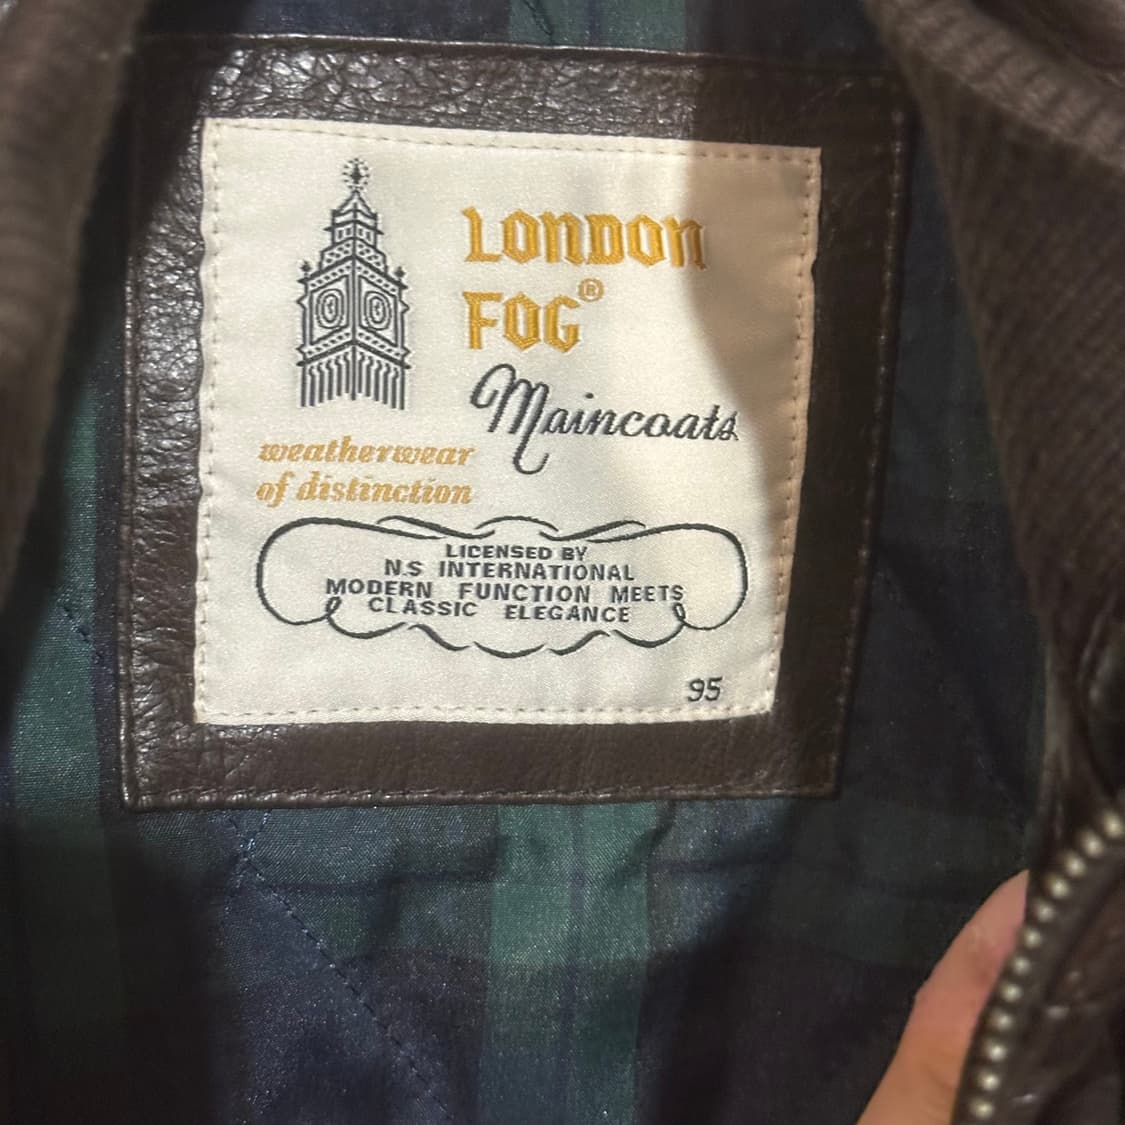 LONDON
FOG®
Maincoats
weatherwear
of distinction
LICENSED BY
N.S INTERNATIONAL
MODERN FUNCTION MEETS
CLASSIC ELEGANCE
95